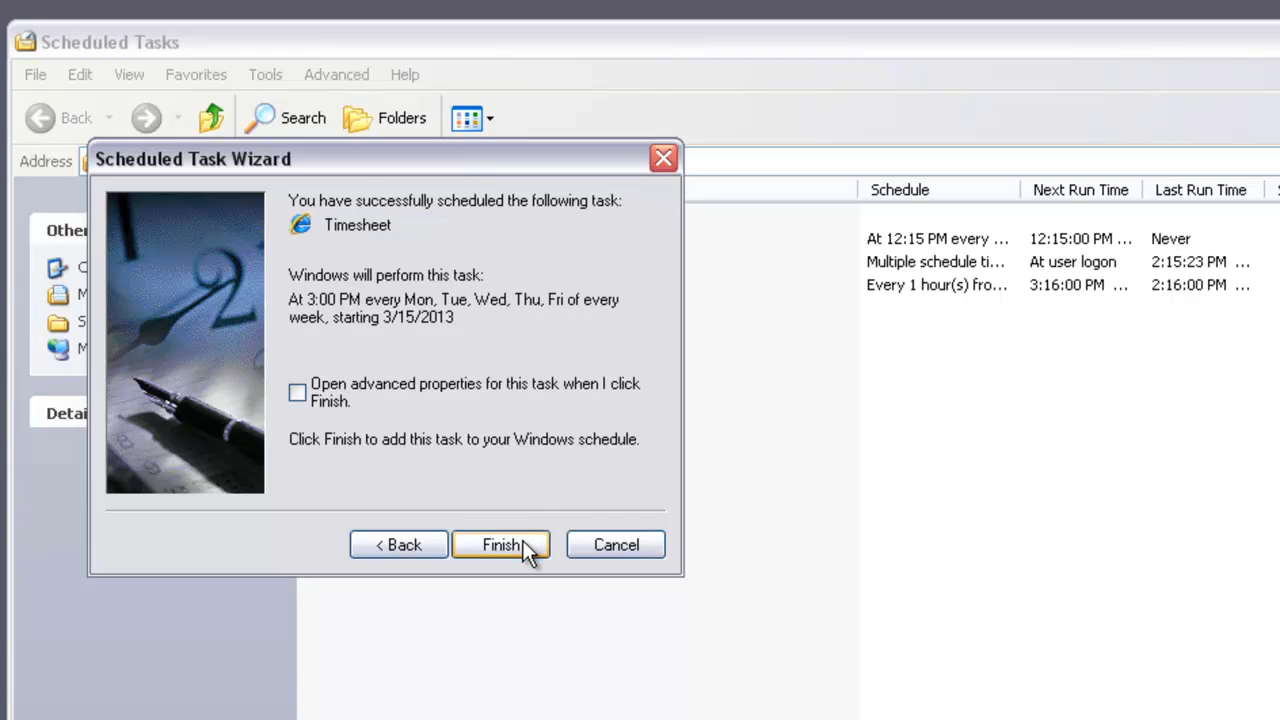 Scheduled Tasks
File Edit View Favorites Tools Advanced Help
Back Search Folders
Address
Scheduled Task Wizard
Schedule Next Run Time Last Run Time
You have successfully scheduled the following task:
Timesheet
Other
At 12:15 PM every ... 12:15:00 PM ... Never
Multiple schedule ti... At user logon 2:15:23 PM ...
Every 1 hour(s) fro... 3:16:00 PM ... 2:16:00 PM ...
Windows will perform this task:
At 3:00 PM every Mon, Tue, Wed, Thu, Fri of every
week, starting 3/15/2013
Open advanced properties for this task when I click
Finish.
Detai
Click Finish to add this task to your Windows schedule.
< Back Finish Cancel